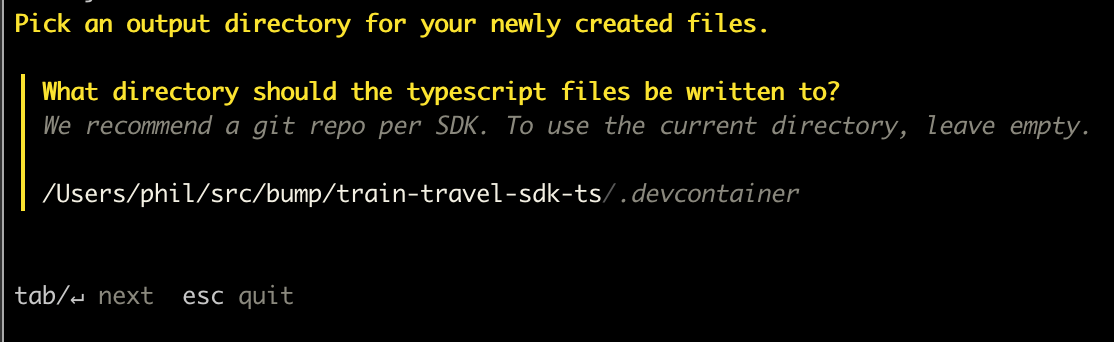 Pick an output directory for your newly created files.
What directory should the typescript files be written to?
We recommend a git repo per SDK. To use the current directory, leave empty.
/Users/phil/src/bump/train-travel-sdk-ts/.devcontainer
tab/↵ next  esc quit